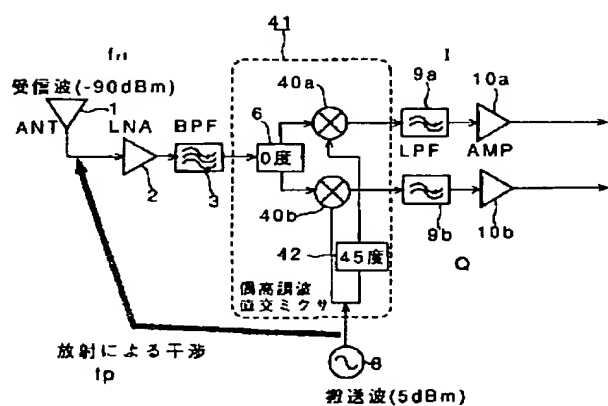 41
frf
I
受信波(-90dBm)
1
40a
9a
10a
ANT
LNA
BPF
6
0度
LPF
AMP
2
3
40b
42
45度
9b
10b
Q
偶高調波
直交ミクサ
放射による干渉
fp
8
搬送波(5dBm)